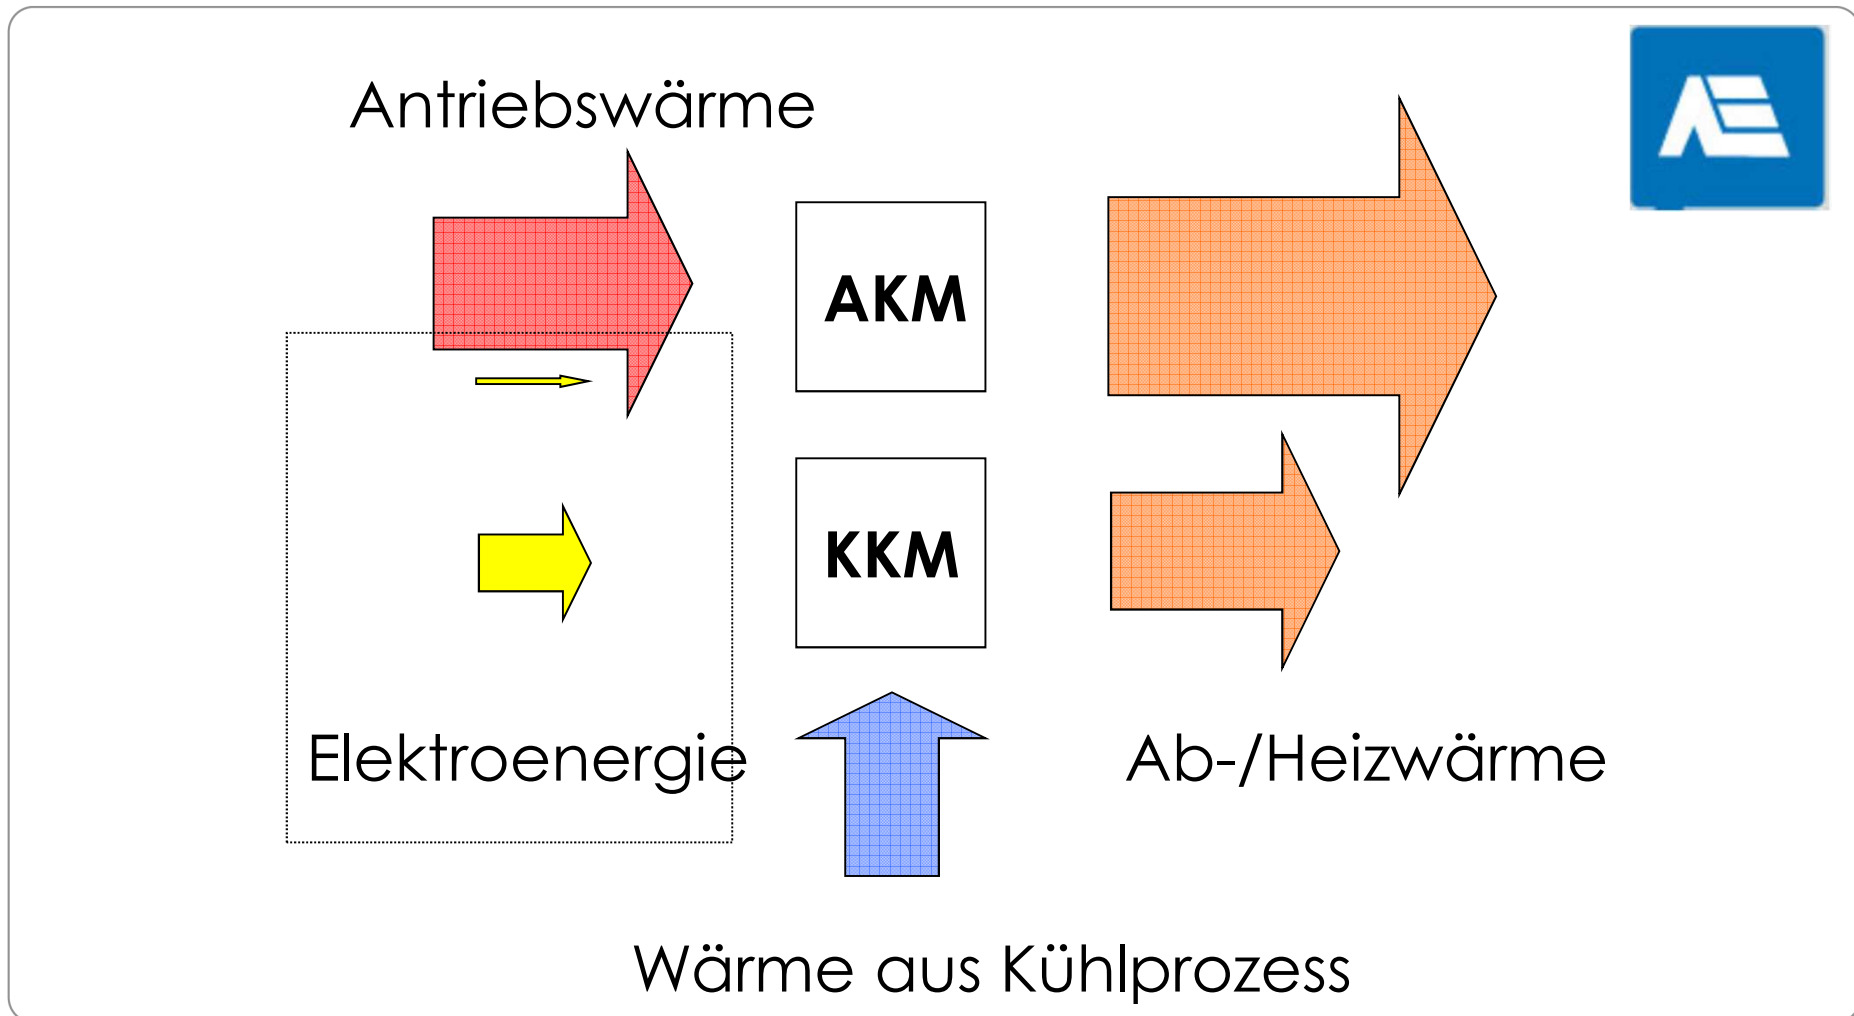 Antriebswärme
AKM
KKM
Elektroenergie
Ab-/Heizwärme
Wärme aus Kühlprozess